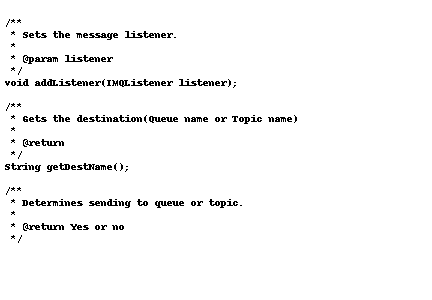 /**
 * Sets the message listener.
 *
 * @param listener
 */
void addListener(IMQListener listener);
/**
 * Gets the destination(Queue name or Topic name)
 *
 * @return
 */
String getDestName();
/**
 * Determines sending to queue or topic.
 *
 * @return Yes or no
 */